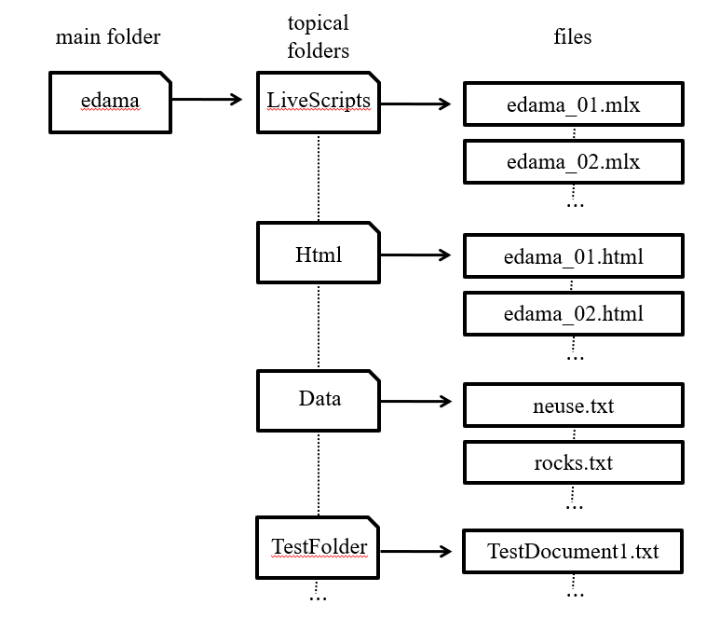 main folder
topical
folders
files
edama
LiveScripts
edama_01.mlx
edama_02.mlx
...
Html
edama_01.html
edama_02.html
...
Data
neuse.txt
rocks.txt
...
TestFolder
TestDocument1.txt
...
...